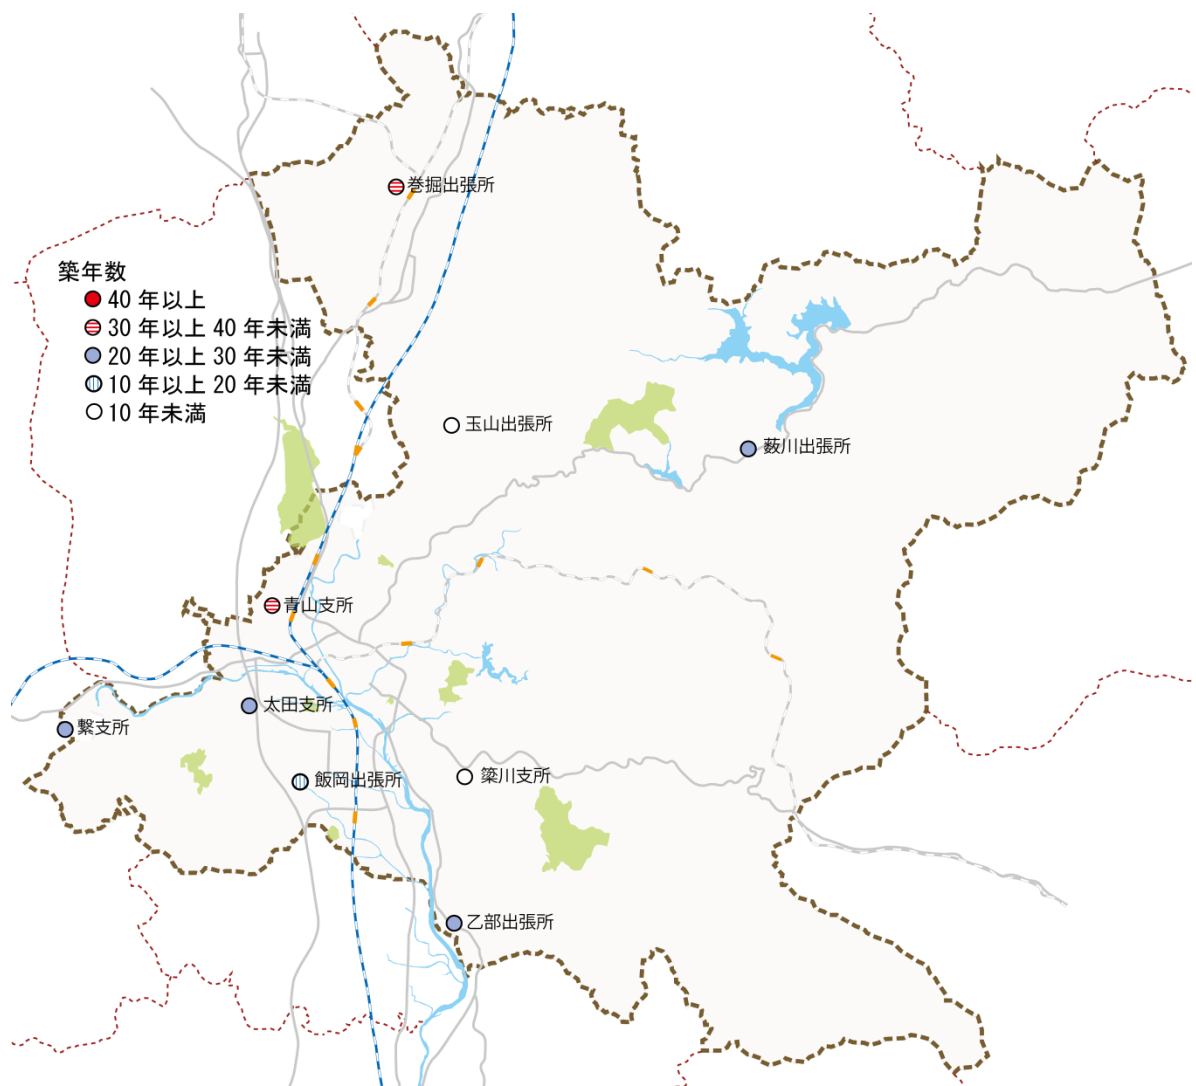 巻掘出張所
築年数
40 年以上
30 年以上 40 年未満
20 年以上 30 年未満
10 年以上 20 年未満
10 年未満
玉山出張所
薮川出張所
青山支所
太田支所
繋支所
飯岡出張所
簗川支所
乙部出張所